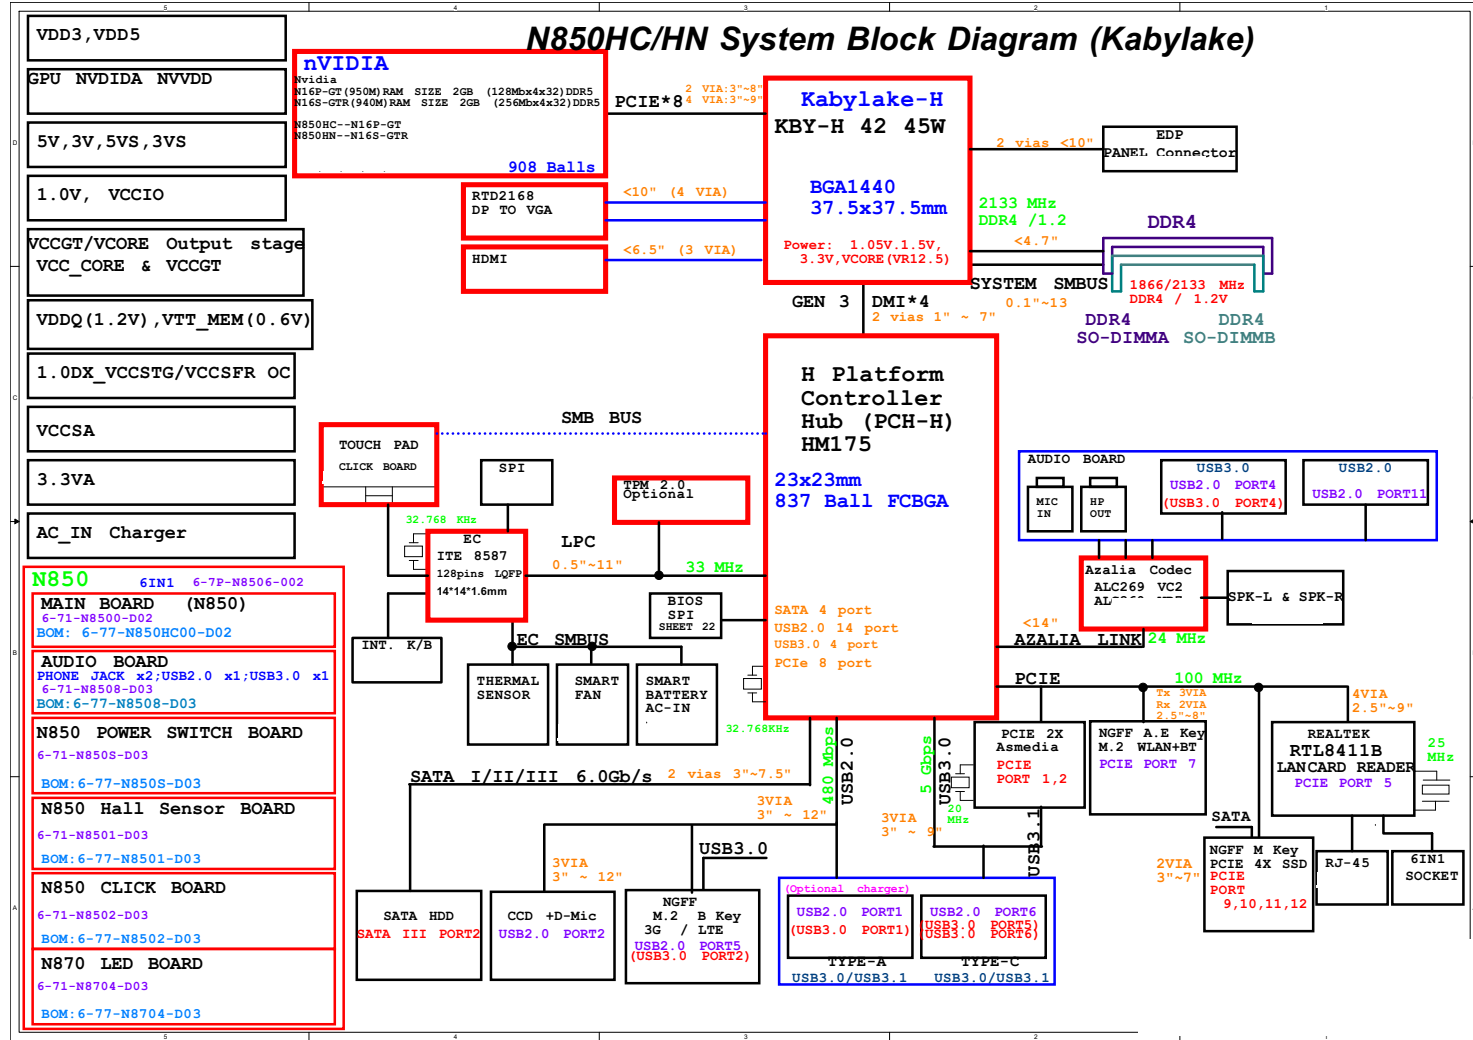 N850HC/HN System Block Diagram (Kabylake)
VDD3,VDD5
GPU NVDIDA NVVDD
5V,3V,5VS,3VS
1.0V, VCCIO
VCCGT/VCORE Output stage
VCC_CORE & VCCGT
VDDQ(1.2V),VTT_MEM(0.6V)
1.0DX_VCCSTG/VCCSFR OC
VCCSA
3.3VA
AC_IN Charger
nVIDIA
Nvidia
N16P-GT(950M)RAM SIZE 2GB (128Mbx4x32)DDR5
N16S-GTR(940M)RAM SIZE 2GB (256Mbx4x32)DDR5
N850HC--N16P-GT
N850HN--N16S-GTR
908 Balls
PCIE*8
2 VIA:3"~8"
4 VIA:3"~9"
RTD2168
DP TO VGA
<10" (4 VIA)
HDMI
<6.5" (3 VIA)
Kabylake-H
KBY-H 42 45W
BGA1440
37.5x37.5mm
Power: 1.05V.1.5V,
3.3V,VCORE(VR12.5)
2 vias <10"
EDP
PANEL Connector
2133 MHz
DDR4 /1.2
<4.7"
SYSTEM SMBUS
0.1"~13
DDR4
1866/2133 MHz
DDR4 / 1.2V
DDR4
SO-DIMMA
DDR4
SO-DIMMB
GEN 3
DMI*4
2 vias 1" ~ 7"
H Platform
Controller
Hub (PCH-H)
HM175
23x23mm
837 Ball FCBGA
SATA 4 port
USB2.0 14 port
USB3.0 4 port
PCIe 8 port
SMB BUS
TOUCH PAD
CLICK BOARD
SPI
TPM 2.0
Optional
32.768 KHz
EC
ITE 8587
128pins LQFP
14*14*1.6mm
LPC
0.5"~11"
33 MHz
BIOS
SPI
SHEET 22
INT. K/B
EC SMBUS
THERMAL
SENSOR
SMART
FAN
SMART
BATTERY
AC-IN
32.768KHz
AUDIO BOARD
MIC
IN
HP
OUT
USB3.0
USB2.0 PORT4
(USB3.0 PORT4)
USB2.0
USB2.0 PORT11
Azalia Codec
ALC269 VC2
SPK-L & SPK-R
<14"
AZALIA LINK
24 MHz
PCIE
100 MHz
Tx 3VIA
Rx 2VIA
2.5"~8"
4VIA
2.5"~9"
PCIE 2X
Asmedia
PCIE
PORT 1,2
20
MHz
NGFF A.E Key
M.2 WLAN+BT
PCIE PORT 7
REALTEK
RTL8411B
LANCARD READER
PCIE PORT 5
25
MHz
SATA
2VIA
3"~7"
NGFF M Key
PCIE 4X SSD
PCIE
PORT
9,10,11,12
RJ-45
6IN1
SOCKET
SATA I/II/III 6.0Gb/s
2 vias 3"~7.5"
480 Mbps
USB2.0
5 Gbps
USB3.0
USB3.1
3VIA
3" ~ 12"
3VIA
3" ~ 9"
3VIA
3" ~ 12"
USB3.0
SATA HDD
SATA III PORT2
CCD +D-Mic
USB2.0 PORT2
NGFF
M.2 B Key
3G / LTE
USB2.0 PORT5
(USB3.0 PORT2)
(Optional charger)
USB2.0 PORT1
(USB3.0 PORT1)
TYPE-A
USB3.0/USB3.1
USB2.0 PORT6
(USB3.0 PORT5)
(USB3.0 PORT6)
TYPE-C
USB3.0/USB3.1
N850
6IN1
6-7P-N8506-002
MAIN BOARD (N850)
6-71-N8500-D02
BOM: 6-77-N850HC00-D02
AUDIO BOARD
PHONE JACK x2;USB2.0 x1;USB3.0 x1
6-71-N8508-D03
BOM:6-77-N8508-D03
N850 POWER SWITCH BOARD
6-71-N850S-D03
BOM:6-77-N850S-D03
N850 Hall Sensor BOARD
6-71-N8501-D03
BOM:6-77-N8501-D03
N850 CLICK BOARD
6-71-N8502-D03
BOM:6-77-N8502-D03
N870 LED BOARD
6-71-N8704-D03
BOM:6-77-N8704-D03